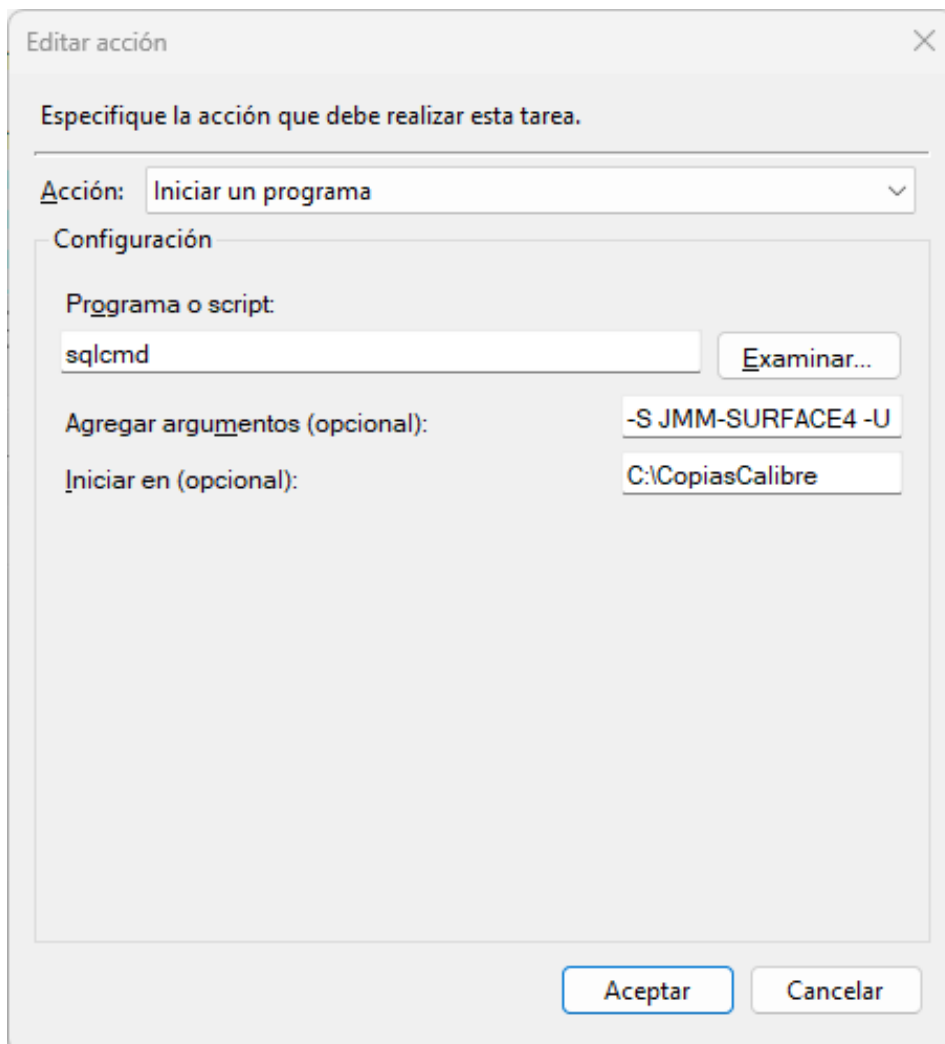 Editar acción
Especifique la acción que debe realizar esta tarea.
Acción: Iniciar un programa
Configuración
Programa o script:
sqlcmd Examinar...
Agregar argumentos (opcional): -S JMM-SURFACE4 -U
Iniciar en (opcional): C:\CopiasCalibre
Aceptar Cancelar